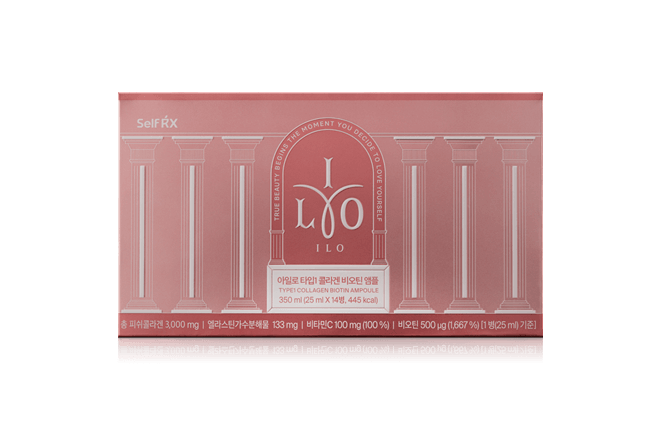 SelfRX
TRUE BEAUTY BEGINS THE MOMENT YOU DECIDE TO LOVE YOURSELF
I
L O
ILO
아일로 타입1 콜라겐 비오틴 앰플
TYPE1 COLLAGEN BIOTIN AMPOULE
350 ml (25 ml X 14병, 445 kcal)
총 피쉬콜라겐 3,000 mg | 엘라스틴가수분해물 133 mg | 비타민C 100 mg (100 %) | 비오틴 500 µg (1,667 %) [1병(25 ml) 기준]